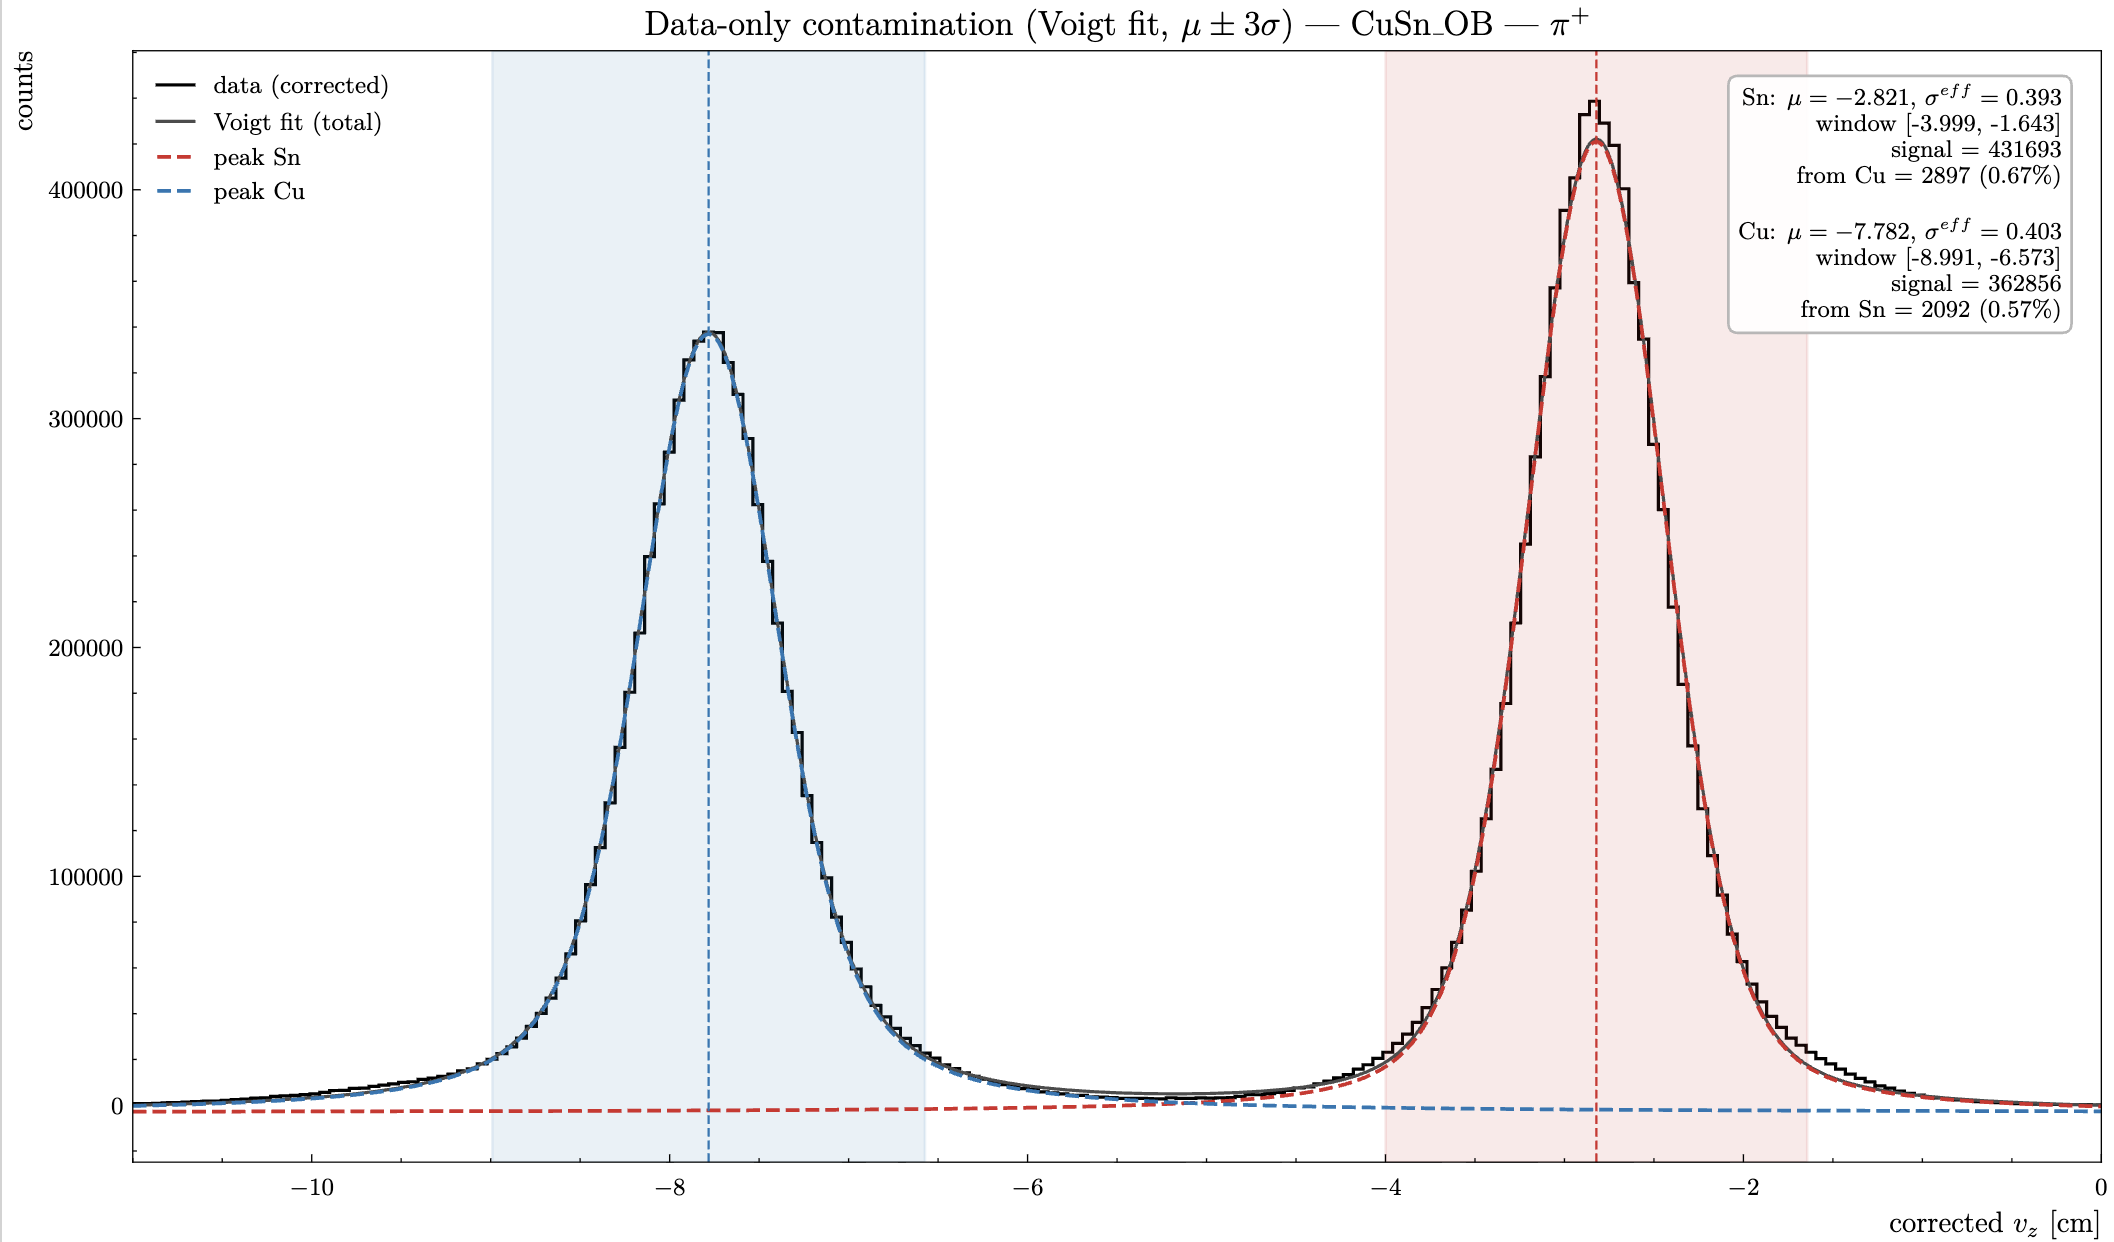 Data-only contamination (Voigt fit, μ ± 3σ) — CuSn_OB — π⁺
counts
data (corrected)
Voigt fit (total)
peak Sn
peak Cu
Sn: μ = −2.821, σ^eff = 0.393
window [-3.999, -1.643]
signal = 431693
from Cu = 2897 (0.67%)
Cu: μ = −7.782, σ^eff = 0.403
window [-8.991, -6.573]
signal = 362856
from Sn = 2092 (0.57%)
400000
300000
200000
100000
0
−10 −8 −6 −4 −2 0
corrected v_z [cm]